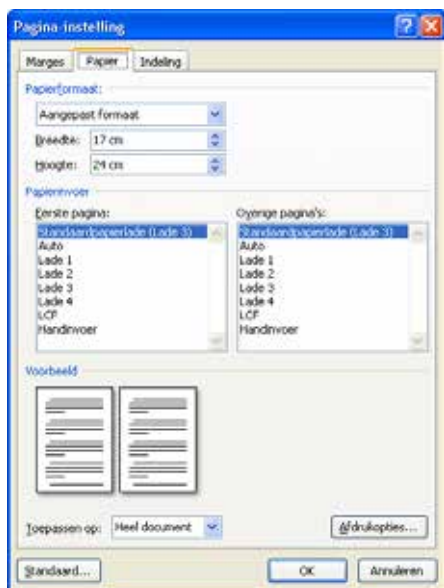 Pagina-instelling
Marges Papier Indeling
Papierformaat:
Aangepast formaat
Breedte: 17 cm
Hoogte: 24 cm
Papierinvoer
Eerste pagina:
Standaardpapierlade (Lade 3)
Auto
Lade 1
Lade 2
Lade 3
Lade 4
LCF
Handinvoer
Overige pagina's:
Standaardpapierlade (Lade 3)
Auto
Lade 1
Lade 2
Lade 3
Lade 4
LCF
Handinvoer
Voorbeeld
Toepassen op: Heel document
Afdrukopties...
Standaard... OK Annuleren